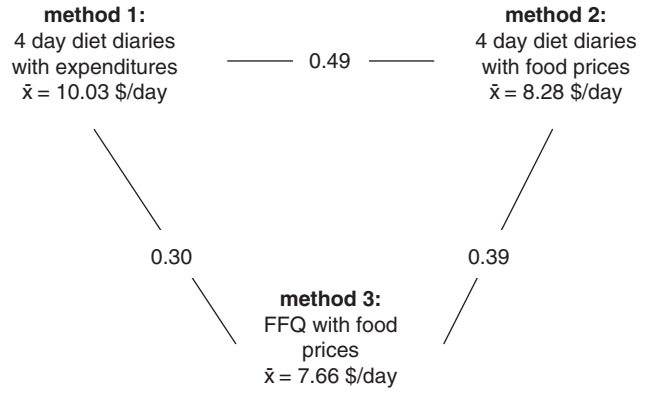 method 1:
4 day diet diaries
with expenditures
x̄ = 10.03 $/day
0.49
method 2:
4 day diet diaries
with food prices
x̄ = 8.28 $/day
0.30
0.39
method 3:
FFQ with food
prices
x̄ = 7.66 $/day